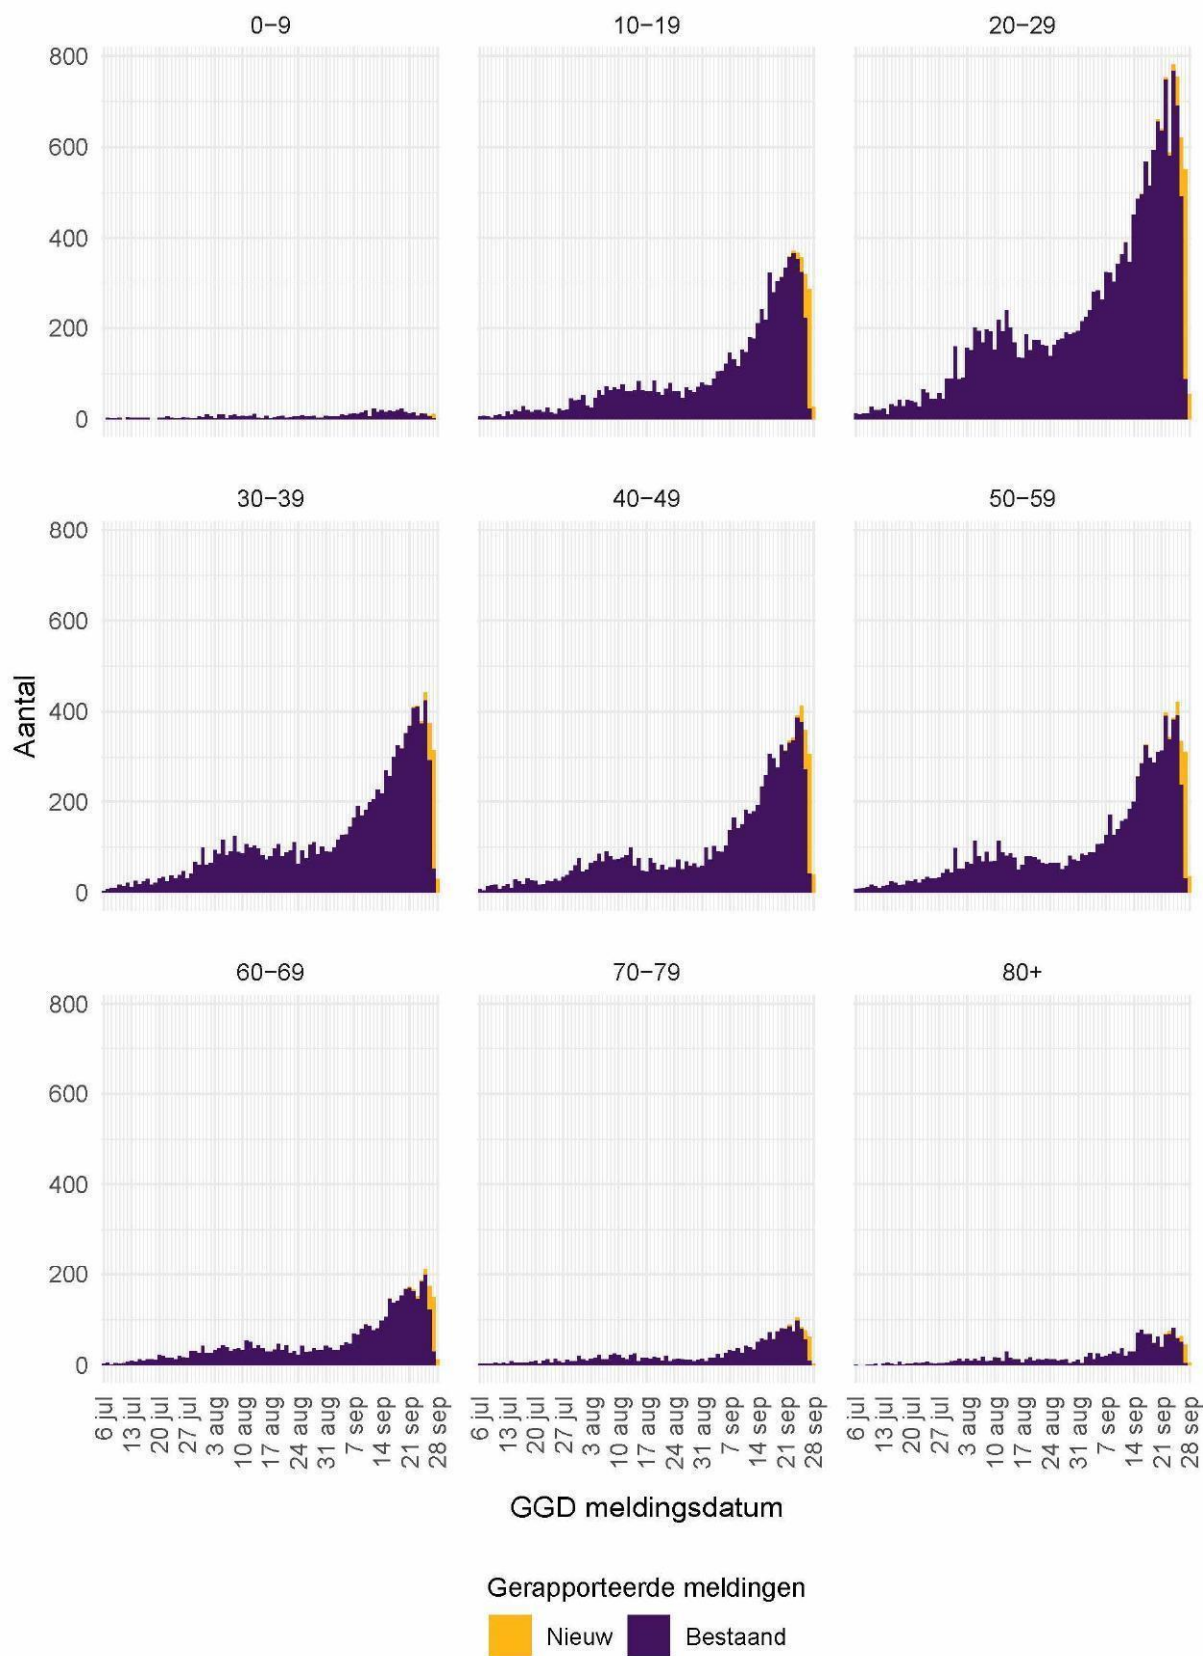 0-9 10-19 20-29
800
600
400
200
0
30-39 40-49 50-59
800
600
400
200
0
Aantal
60-69 70-79 80+
800
600
400
200
0
6 jul 13 jul 20 jul 27 jul 3 aug 10 aug 17 aug 24 aug 31 aug 7 sep 14 sep 21 sep 28 sep
6 jul 13 jul 20 jul 27 jul 3 aug 10 aug 17 aug 24 aug 31 aug 7 sep 14 sep 21 sep 28 sep
6 jul 13 jul 20 jul 27 jul 3 aug 10 aug 17 aug 24 aug 31 aug 7 sep 14 sep 21 sep 28 sep
GGD meldingsdatum
Gerapporteerde meldingen
Nieuw Bestaand